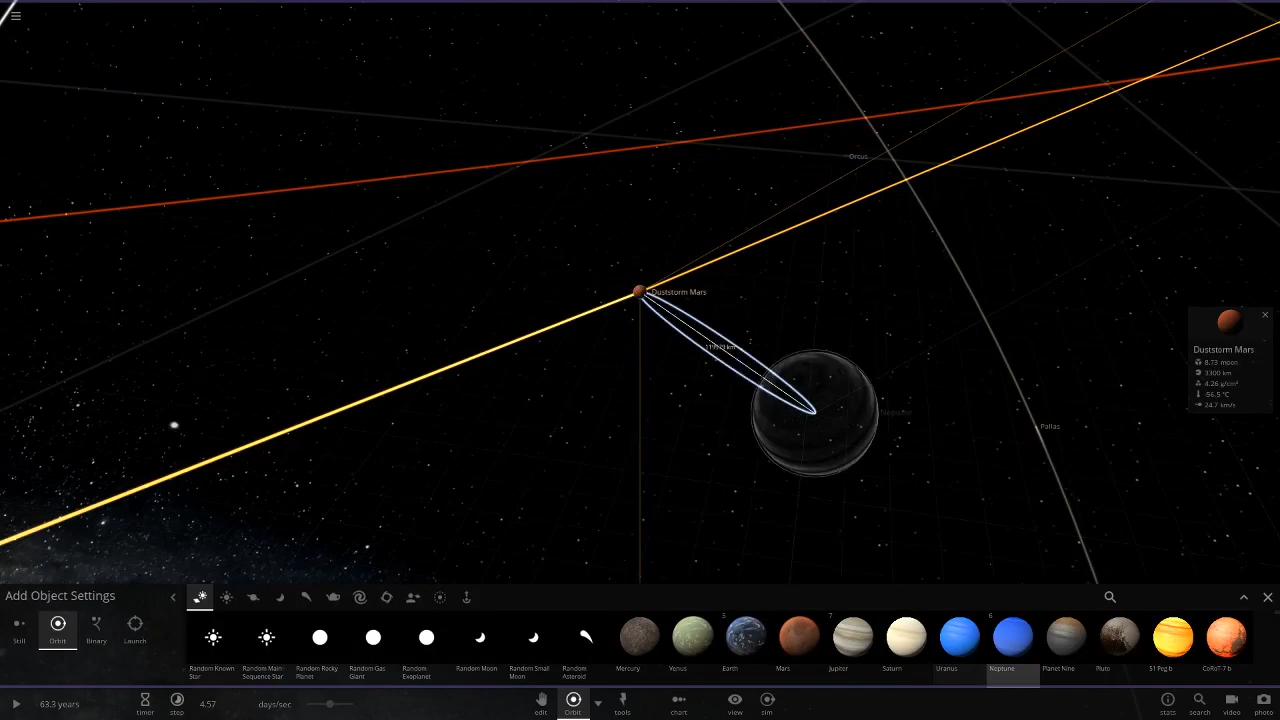 Orcus
Duststorm Mars
Neptune
Pallas
Duststorm Mars
8.73 moon
3300 km
4.26 g/cm³
-56.5 °C
24.7 km/s
Add Object Settings
Still
Orbit
Binary
Launch
5
7
6
Random Known Star
Random Main-Sequence Star
Random Rocky Planet
Random Gas Giant
Random Exoplanet
Random Moon
Random Small Moon
Random Asteroid
Mercury
Venus
Earth
Mars
Jupiter
Saturn
Uranus
Neptune
Planet Nine
Pluto
51 Peg b
CoRoT-7 b
63.3 years
timer
step
4.57
days/sec
edit
Orbit
tools
chart
view
sim
stats
search
video
photo